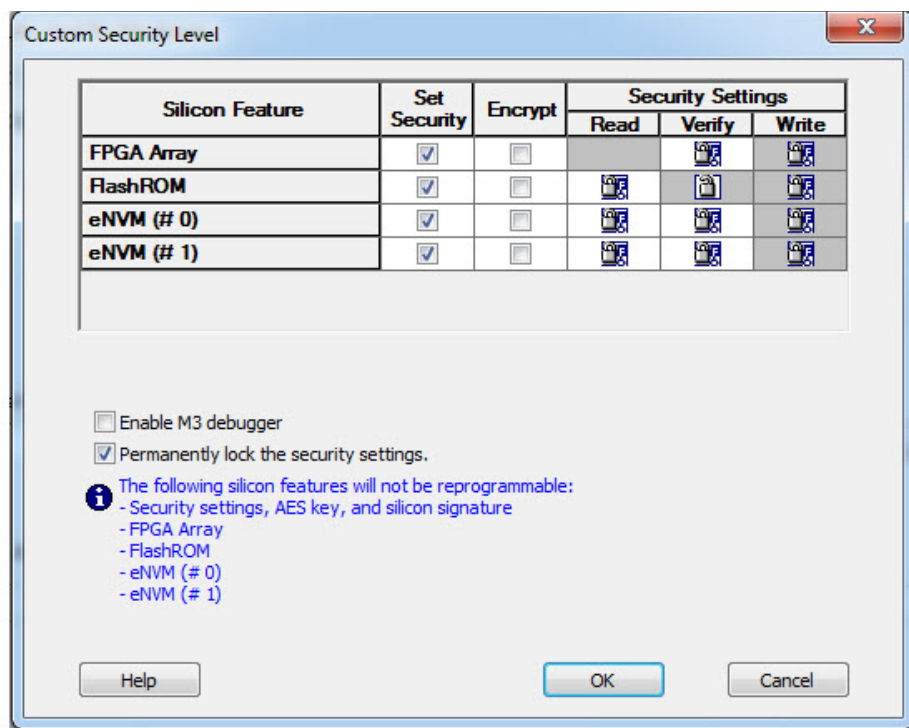 Custom Security Level
Silicon Feature
Set Security
Encrypt
Security Settings
Read
Verify
Write
FPGA Array
FlashROM
eNVM (# 0)
eNVM (# 1)
Enable M3 debugger
Permanently lock the security settings.
The following silicon features will not be reprogrammable:
- Security settings, AES key, and silicon signature
- FPGA Array
- FlashROM
- eNVM (# 0)
- eNVM (# 1)
Help
OK
Cancel